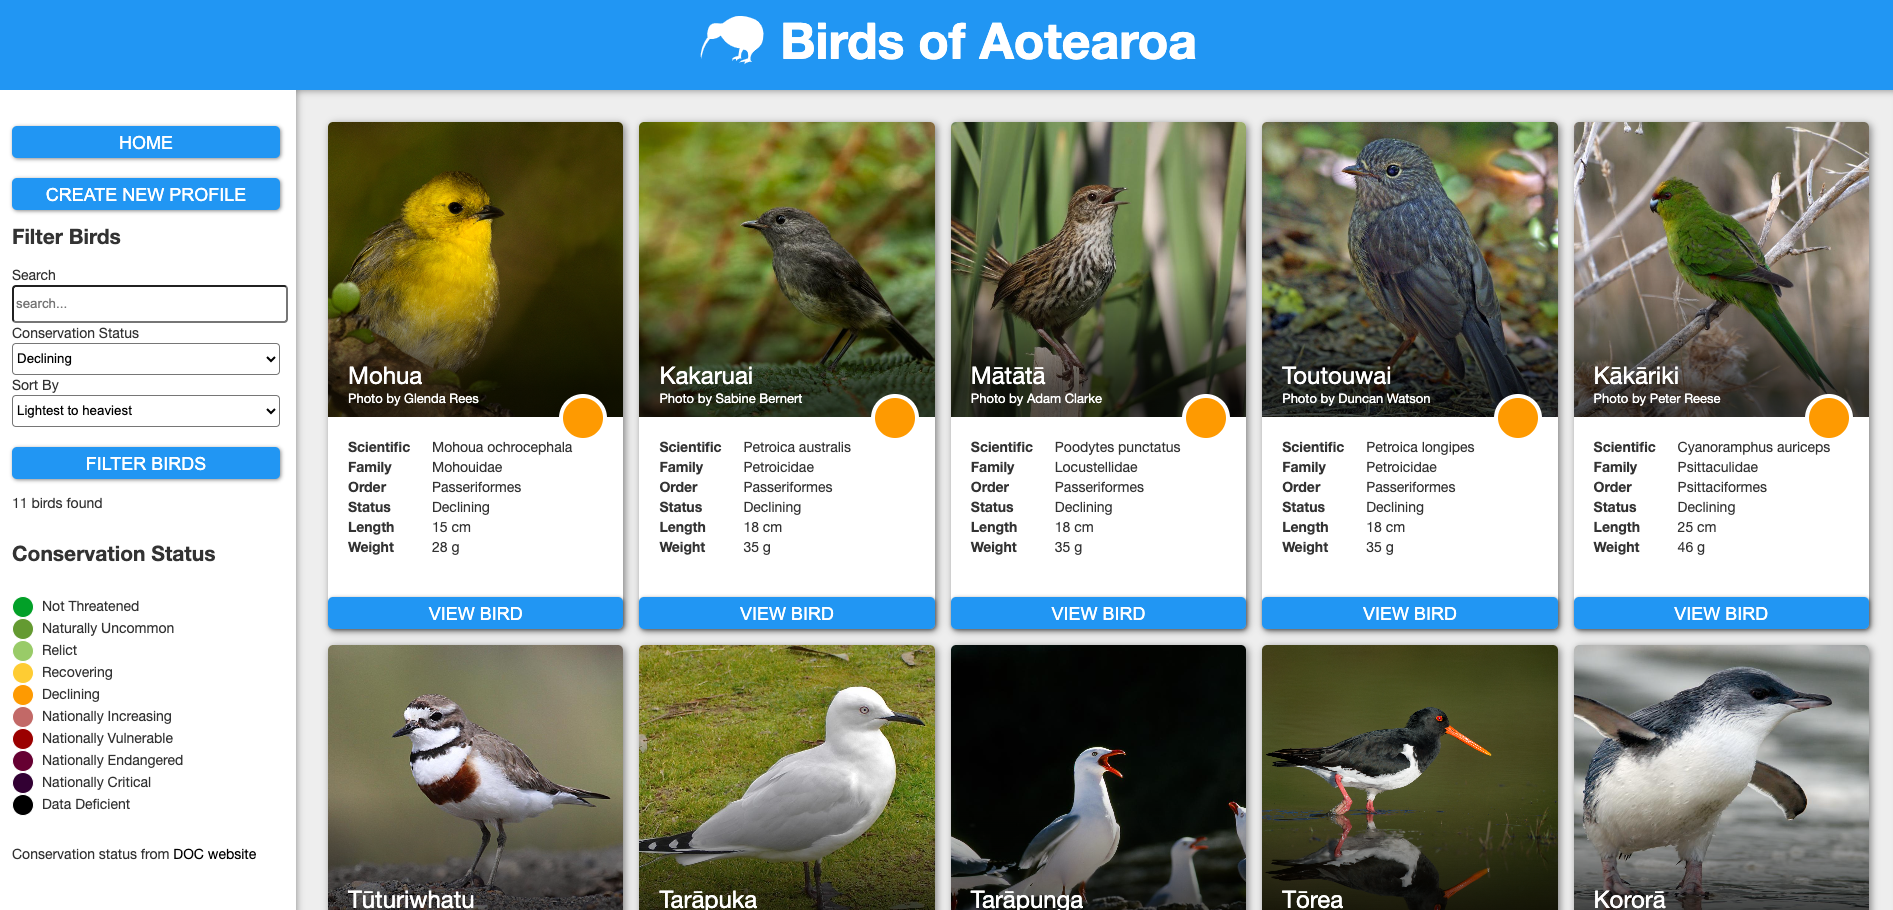 Birds of Aotearoa
HOME
CREATE NEW PROFILE
Filter Birds
Search
search...
Conservation Status
Declining
Sort By
Lightest to heaviest
FILTER BIRDS
11 birds found
Conservation Status
Not Threatened
Naturally Uncommon
Relict
Recovering
Declining
Nationally Increasing
Nationally Vulnerable
Nationally Endangered
Nationally Critical
Data Deficient
Conservation status from DOC website
Mohua
Photo by Glenda Rees
Scientific Mohoua ochrocephala
Family Mohouidae
Order Passeriformes
Status Declining
Length 15 cm
Weight 28 g
VIEW BIRD
Kakaruai
Photo by Sabine Bernert
Scientific Petroica australis
Family Petroicidae
Order Passeriformes
Status Declining
Length 18 cm
Weight 35 g
VIEW BIRD
Mātātā
Photo by Adam Clarke
Scientific Poodytes punctatus
Family Locustellidae
Order Passeriformes
Status Declining
Length 18 cm
Weight 35 g
VIEW BIRD
Toutouwai
Photo by Duncan Watson
Scientific Petroica longipes
Family Petroicidae
Order Passeriformes
Status Declining
Length 18 cm
Weight 35 g
VIEW BIRD
Kākāriki
Photo by Peter Reese
Scientific Cyanoramphus auriceps
Family Psittaculidae
Order Psittaciformes
Status Declining
Length 25 cm
Weight 46 g
VIEW BIRD
Tūturiwhatu
Tarāpuka
Tarāpunga
Tōrea
Kororā